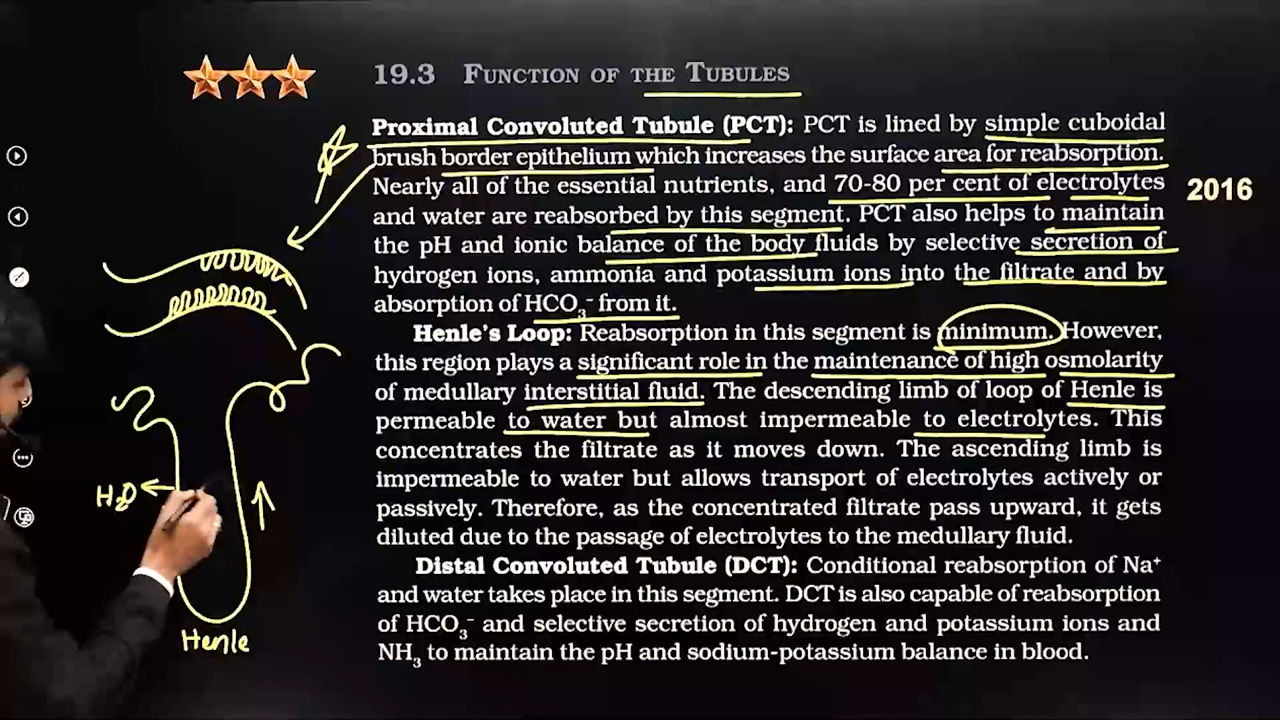 19.3 FUNCTION OF THE TUBULES
Proximal Convoluted Tubule (PCT): PCT is lined by simple cuboidal
brush border epithelium which increases the surface area for reabsorption.
Nearly all of the essential nutrients, and 70-80 per cent of electrolytes
and water are reabsorbed by this segment. PCT also helps to maintain
the pH and ionic balance of the body fluids by selective secretion of
hydrogen ions, ammonia and potassium ions into the filtrate and by
absorption of HCO₃⁻ from it.
2016
Henle's Loop: Reabsorption in this segment is minimum. However,
this region plays a significant role in the maintenance of high osmolarity
of medullary interstitial fluid. The descending limb of loop of Henle is
permeable to water but almost impermeable to electrolytes. This
concentrates the filtrate as it moves down. The ascending limb is
impermeable to water but allows transport of electrolytes actively or
passively. Therefore, as the concentrated filtrate pass upward, it gets
diluted due to the passage of electrolytes to the medullary fluid.
Distal Convoluted Tubule (DCT): Conditional reabsorption of Na⁺
and water takes place in this segment. DCT is also capable of reabsorption
of HCO₃⁻ and selective secretion of hydrogen and potassium ions and
NH₃ to maintain the pH and sodium-potassium balance in blood.
H₂O
Henle